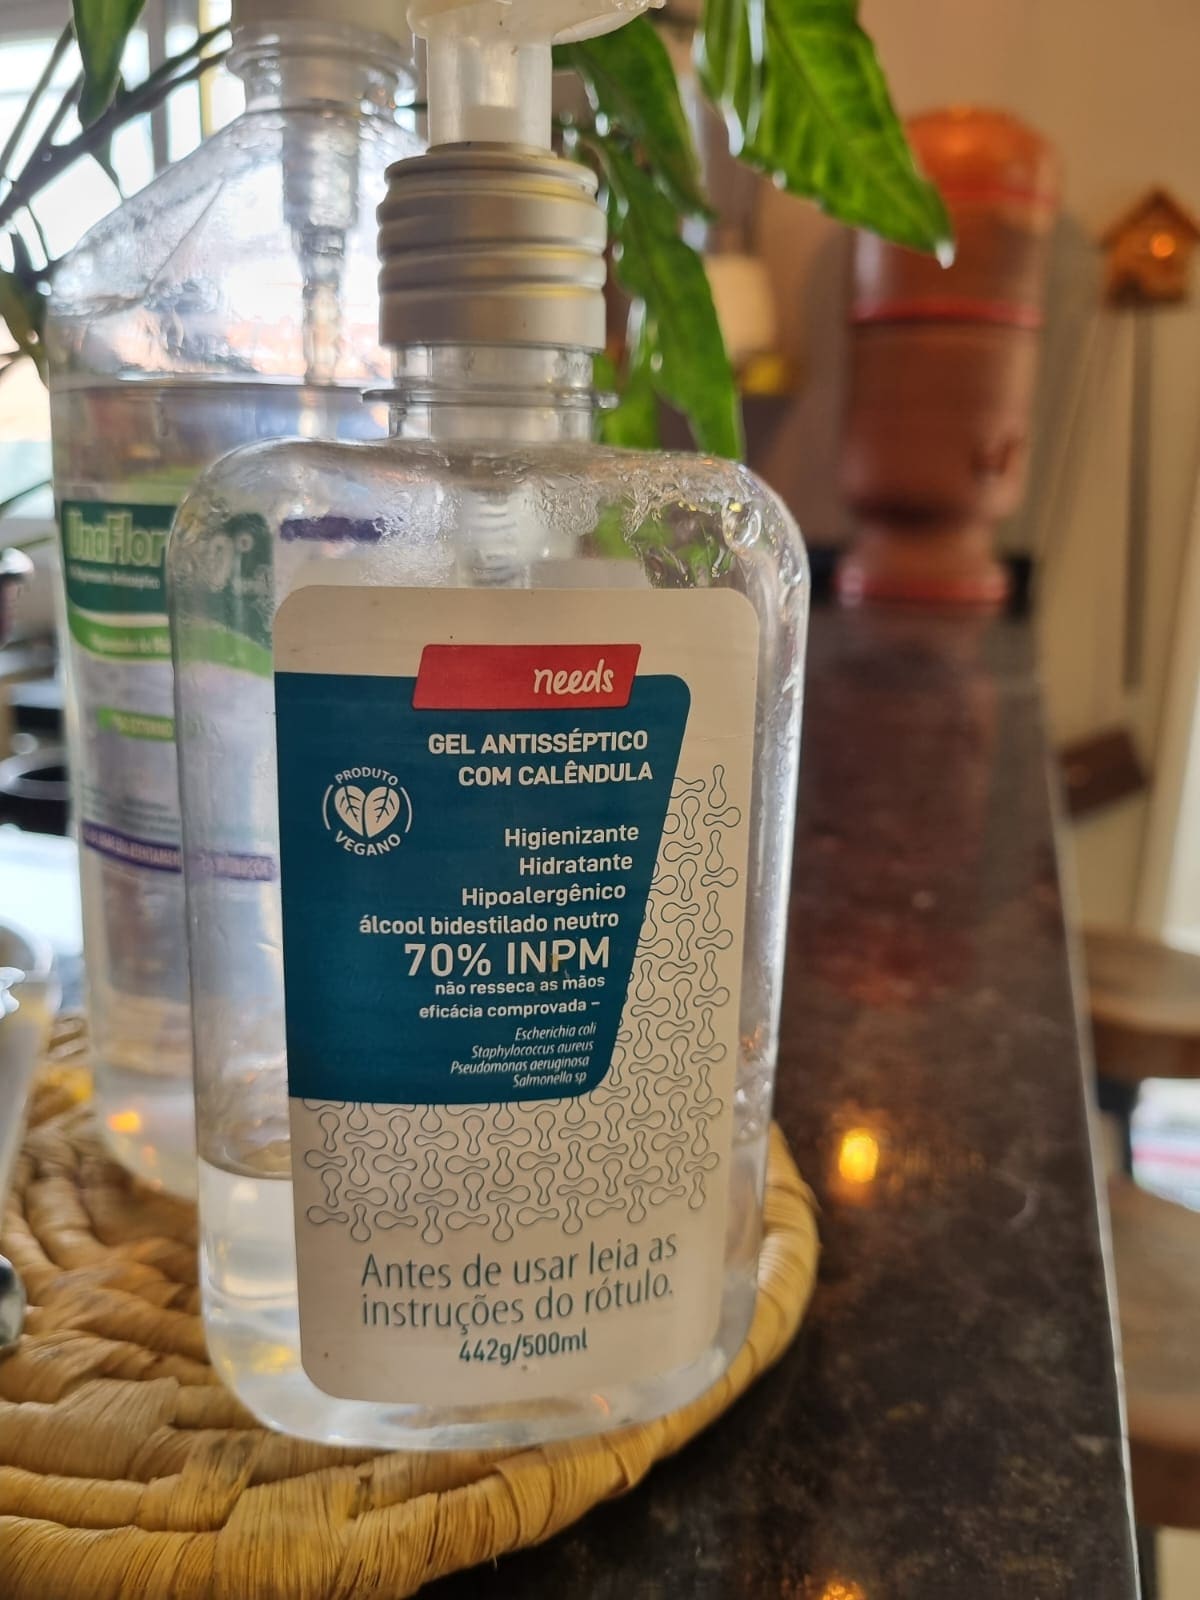 needs
GEL ANTISSÉPTICO
COM CALÊNDULA
PRODUTO
VEGANO
Higienizante
Hidratante
Hipoalergênico
álcool bidestilado neutro
70% INPM
não resseca as mãos
eficácia comprovada –
Escherichia coli
Staphylococcus aureus
Pseudomonas aeruginosa
Salmonella sp
Antes de usar leia as
instruções do rótulo.
442g/500ml